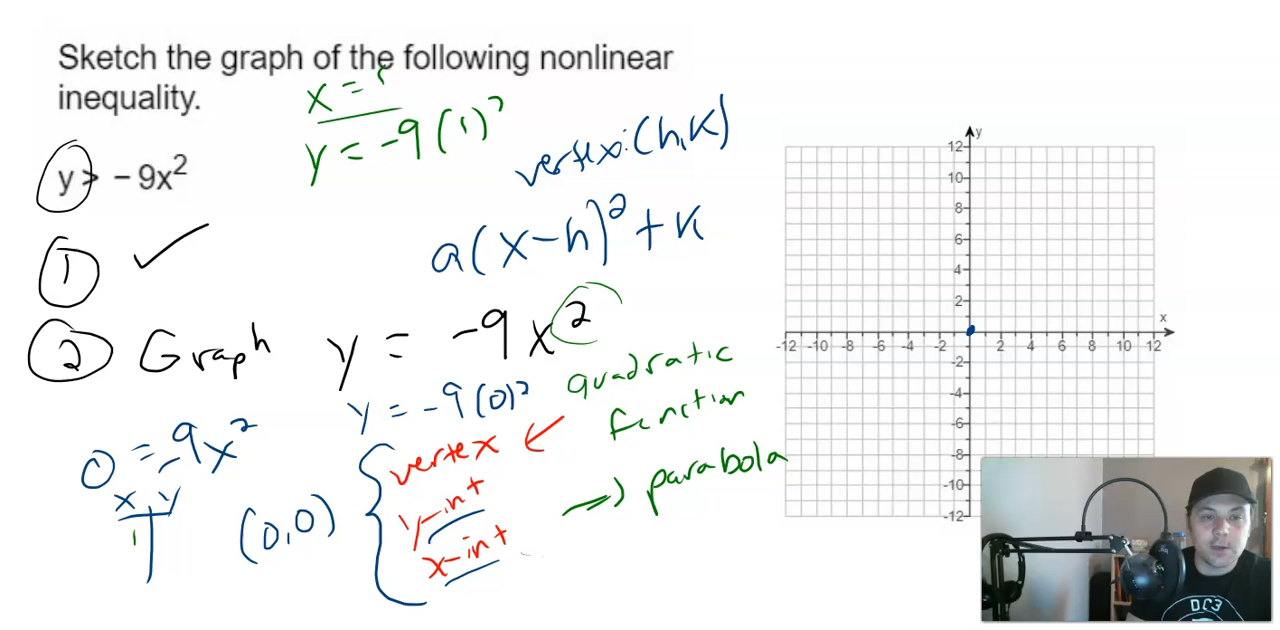 Sketch the graph of the following nonlinear
inequality.
x = 1
y = -9(1)²
y > - 9x²
vertex: (h,k)
① ✓
a(x-h)² + k
② Graph y = -9x²
quadratic
function
⇒ parabola
y = -9(0)²
0 = -9x²
vertex ←
y-int
x-int
(0,0)
x y
1
y
12
10
8
6
4
2
x
-12 -10 -8 -6 -4 -2 2 4 6 8 10 12
-2
-4
-6
-8
-10
-12
DC3